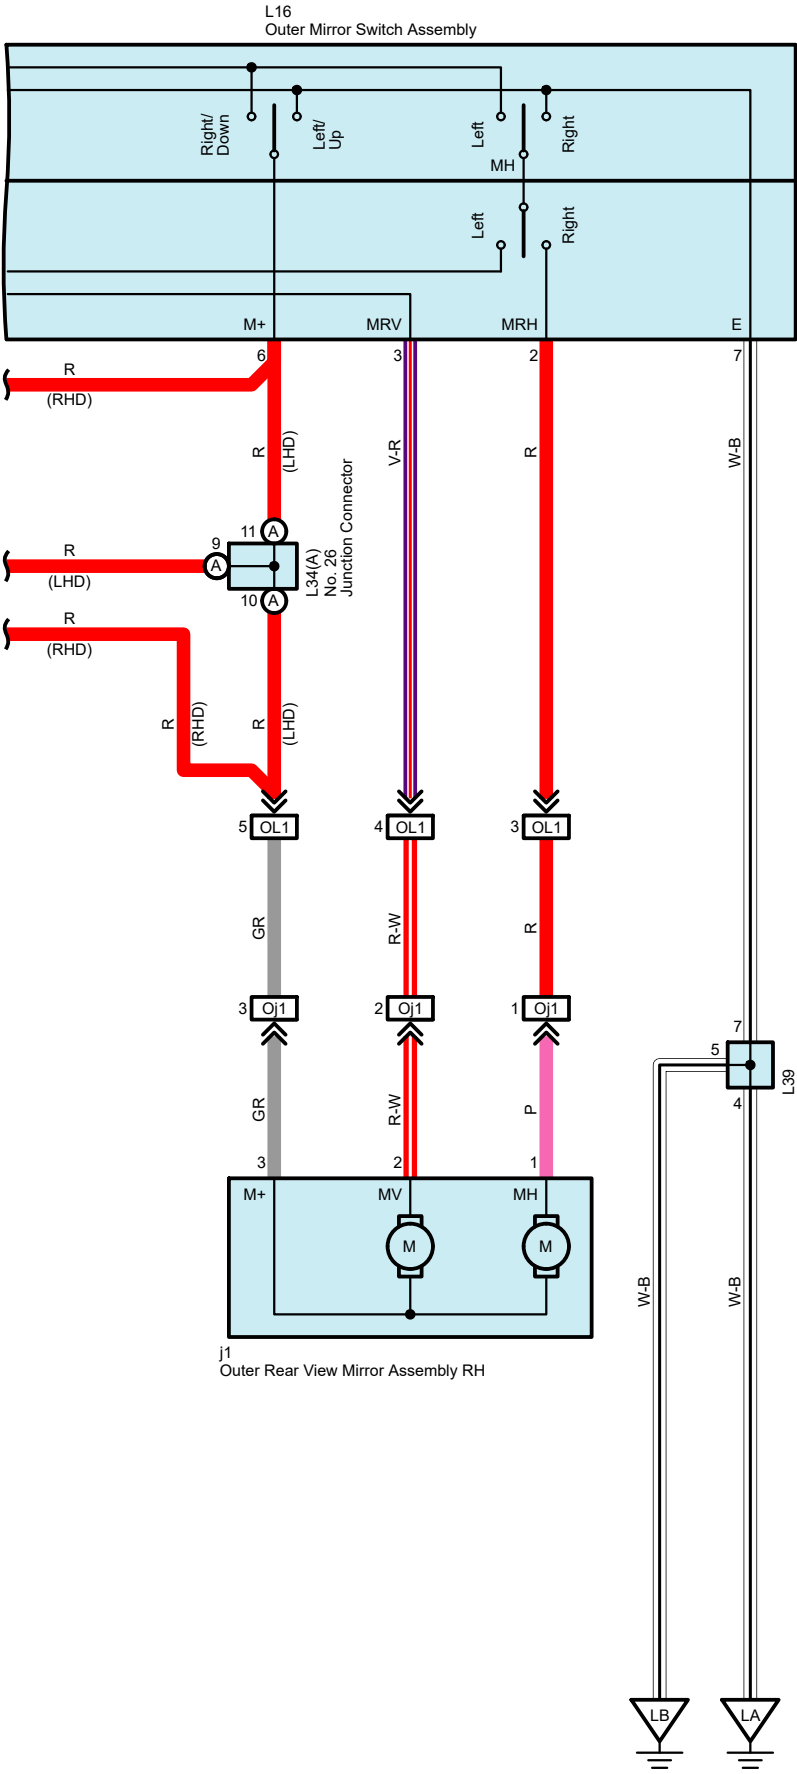 L16
Outer Mirror Switch Assembly
Right/
Down
Left/
Up
Left
Right
MH
Left
Right
M+
MRV
MRH
E
6
3
2
7
R
(RHD)
R
(LHD)
V-R
R
W-B
11
A
9
A
R
(LHD)
10
A
L34(A)
No. 26
Junction Connector
R
(RHD)
R
(RHD)
R
(LHD)
5
OL1
4
OL1
3
OL1
GR
R-W
R
3
Oj1
2
Oj1
1
Oj1
7
5
4
L39
GR
R-W
P
3
2
1
M+
MV
MH
M
M
W-B
W-B
j1
Outer Rear View Mirror Assembly RH
LB
LA